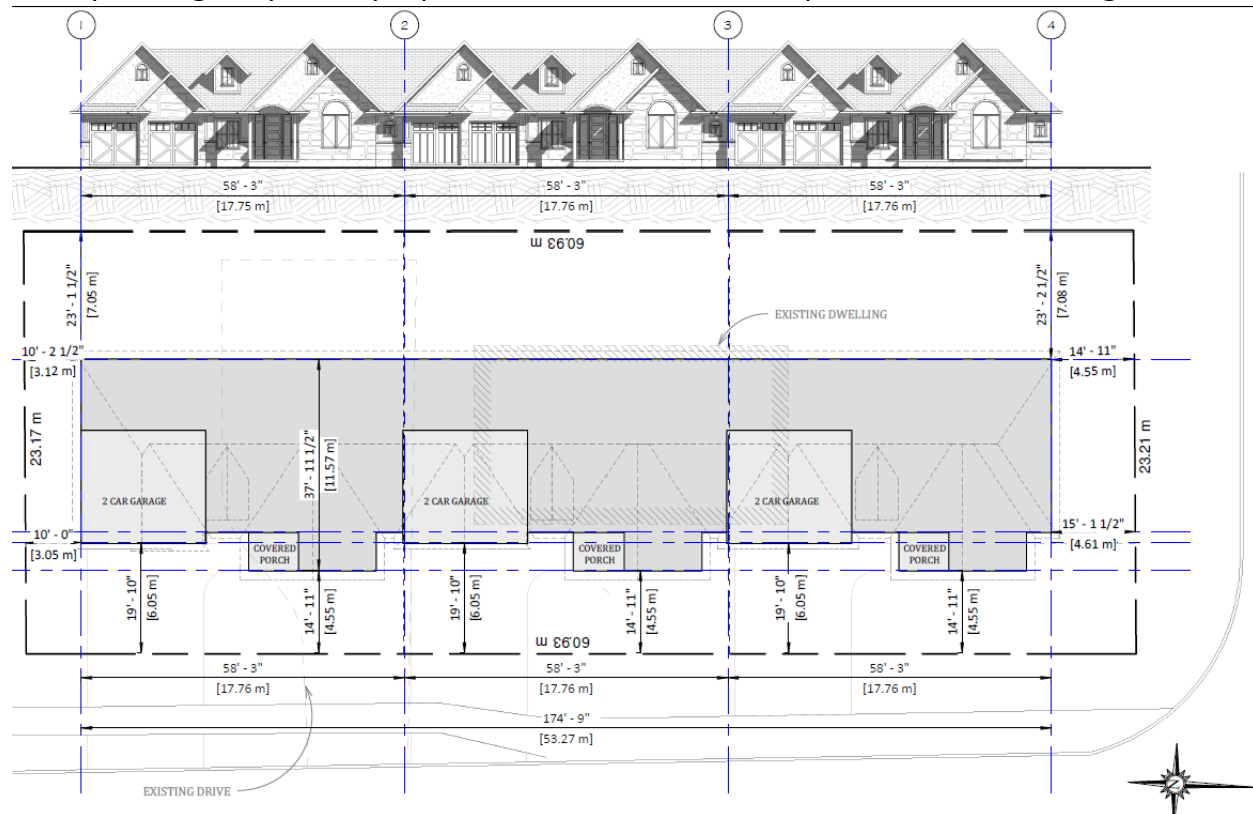 1 2 3 4
58' - 3" 58' - 3" 58' - 3"
[17.75 m] [17.76 m] [17.76 m]
60.93 m
23' - 1 1/2"
[7.05 m]
23' - 2 1/2"
[7.08 m]
EXISTING DWELLING
10' - 2 1/2"
[3.12 m]
14' - 11"
[4.55 m]
23.17 m
37' - 11 1/2"
[11.57 m]
23.21 m
2 CAR GARAGE 2 CAR GARAGE 2 CAR GARAGE
10' - 0"
[3.05 m]
15' - 1 1/2"
[4.61 m]
COVERED
PORCH
COVERED
PORCH
COVERED
PORCH
19' - 10"
[6.05 m]
14' - 11"
[4.55 m]
19' - 10"
[6.05 m]
14' - 11"
[4.55 m]
19' - 10"
[6.05 m]
14' - 11"
[4.55 m]
60.93 m
58' - 3" 58' - 3" 58' - 3"
[17.76 m] [17.76 m] [17.76 m]
174' - 9"
[53.27 m]
EXISTING DRIVE
N